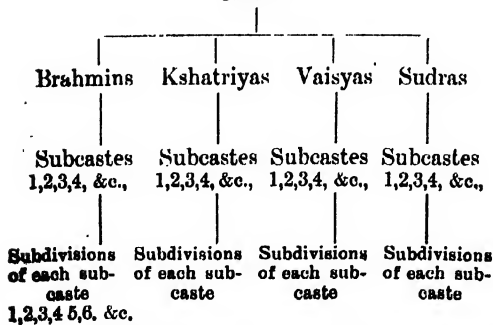 Brahmins Kshatriyas Vaisyas Sudras
Subcastes Subcastes Subcastes Subcastes
1,2,3,4, &c., 1,2,3,4, &c., 1,2,3,4, &c., 1,2,3,4, &c.,
Subdivisions Subdivisions Subdivisions Subdivisions
of each sub- of each sub- of each sub- of each sub-
caste caste caste caste
1,2,3,4 5,6. &c.